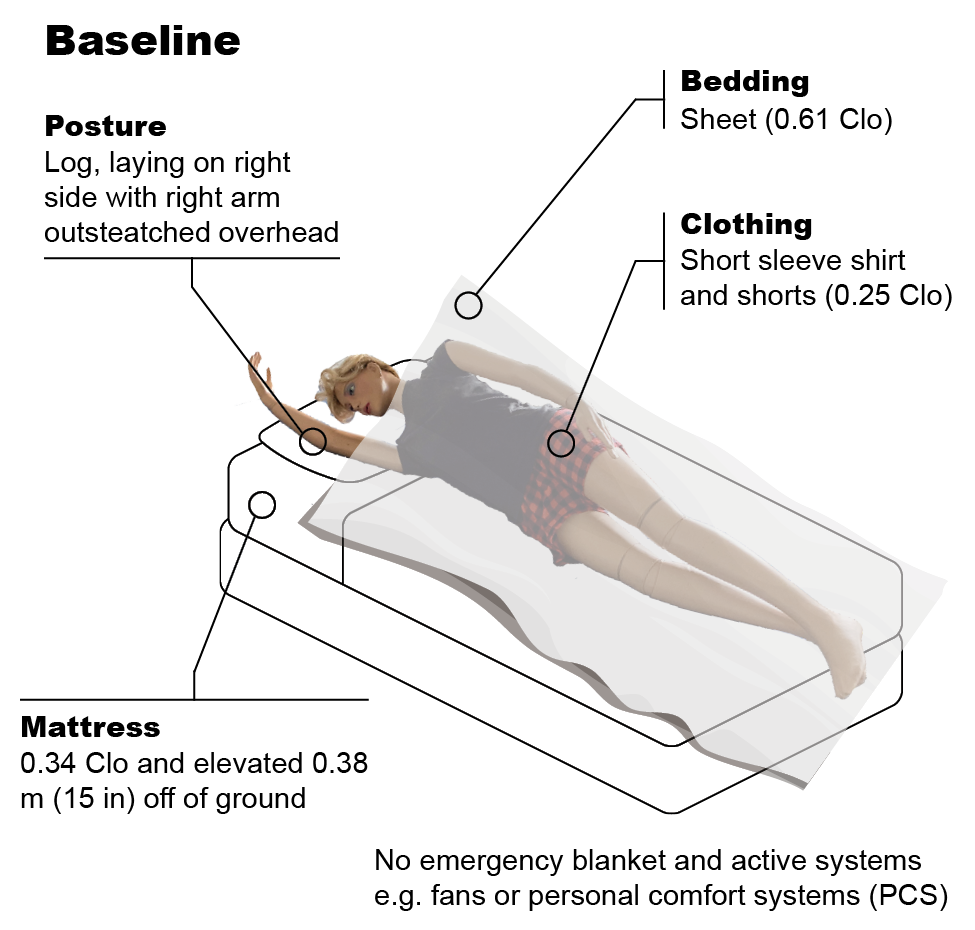 Baseline
Posture
Log, laying on right
side with right arm
outsteatched overhead
Bedding
Sheet (0.61 Clo)
Clothing
Short sleeve shirt
and shorts (0.25 Clo)
Mattress
0.34 Clo and elevated 0.38
m (15 in) off of ground
No emergency blanket and active systems
e.g. fans or personal comfort systems (PCS)